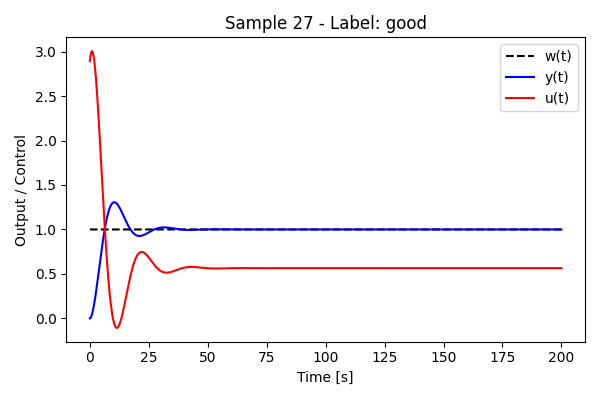 Sample 27 - Label: good
w(t)
y(t)
u(t)
Output / Control
3.0
2.5
2.0
1.5
1.0
0.5
0.0
0 25 50 75 100 125 150 175 200
Time [s]